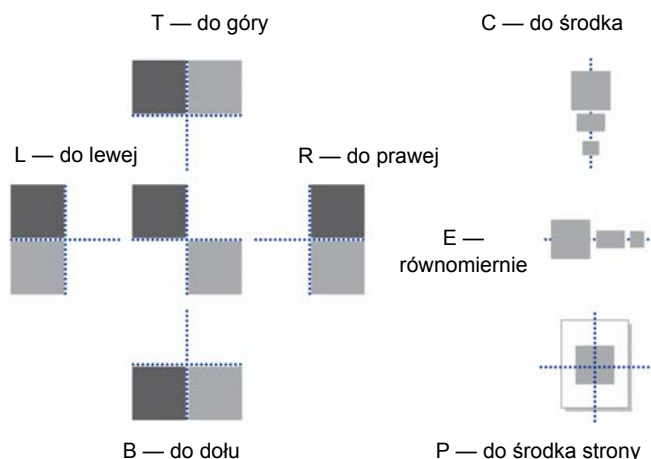 T — do góry
C — do środka
L — do lewej
R — do prawej
E —
równomiernie
B — do dołu
P — do środka strony